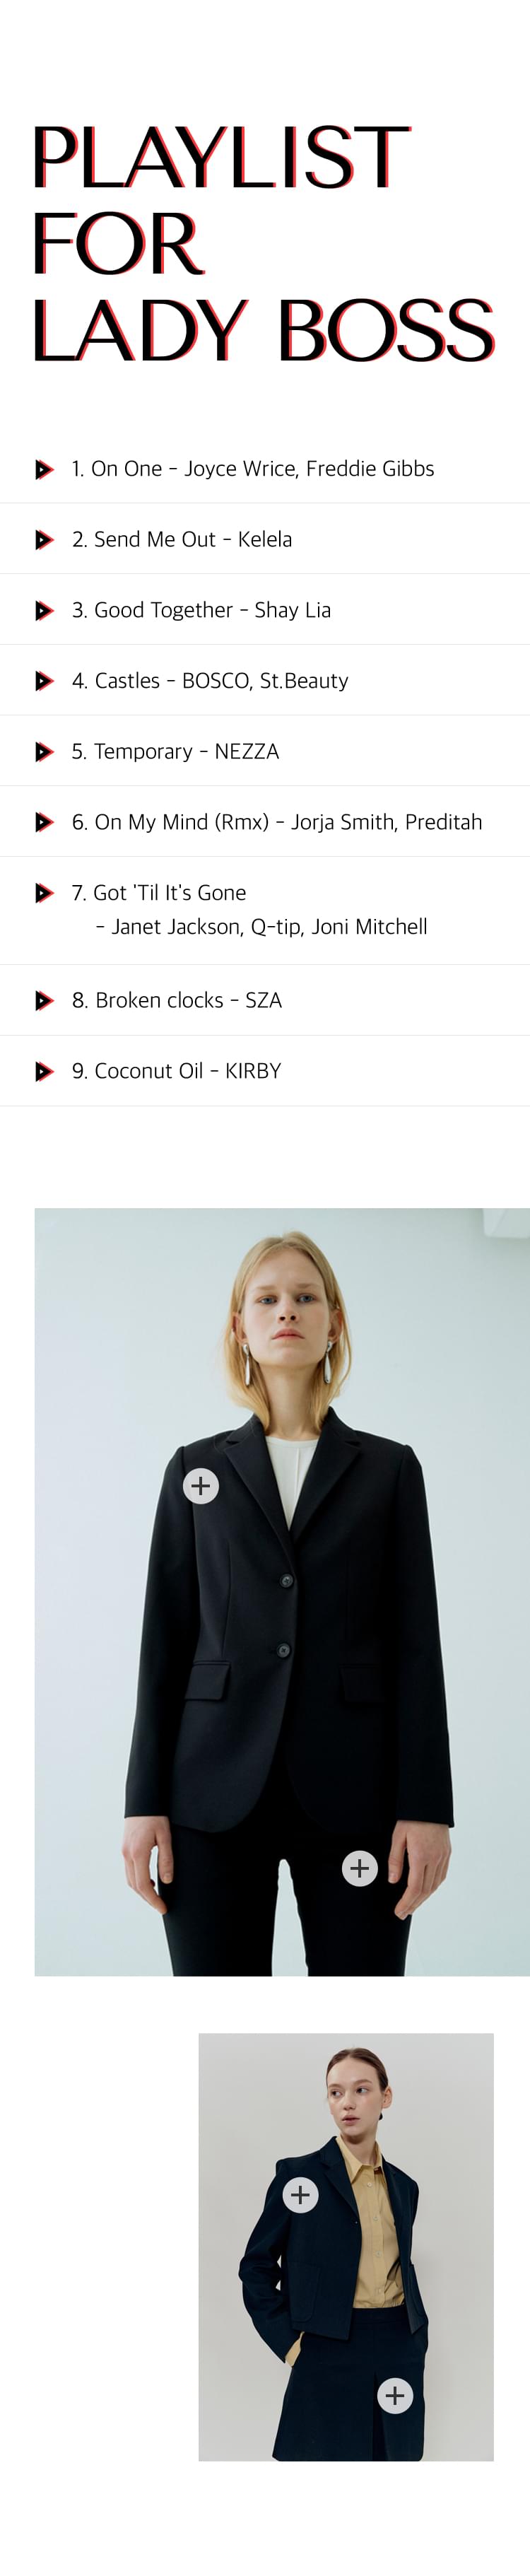 PLAYLIST
FOR
LADY BOSS
1. On One - Joyce Wrice, Freddie Gibbs
2. Send Me Out - Kelela
3. Good Together - Shay Lia
4. Castles - BOSCO, St.Beauty
5. Temporary - NEZZA
6. On My Mind (Rmx) - Jorja Smith, Preditah
7. Got 'Til It's Gone
- Janet Jackson, Q-tip, Joni Mitchell
8. Broken clocks - SZA
9. Coconut Oil - KIRBY